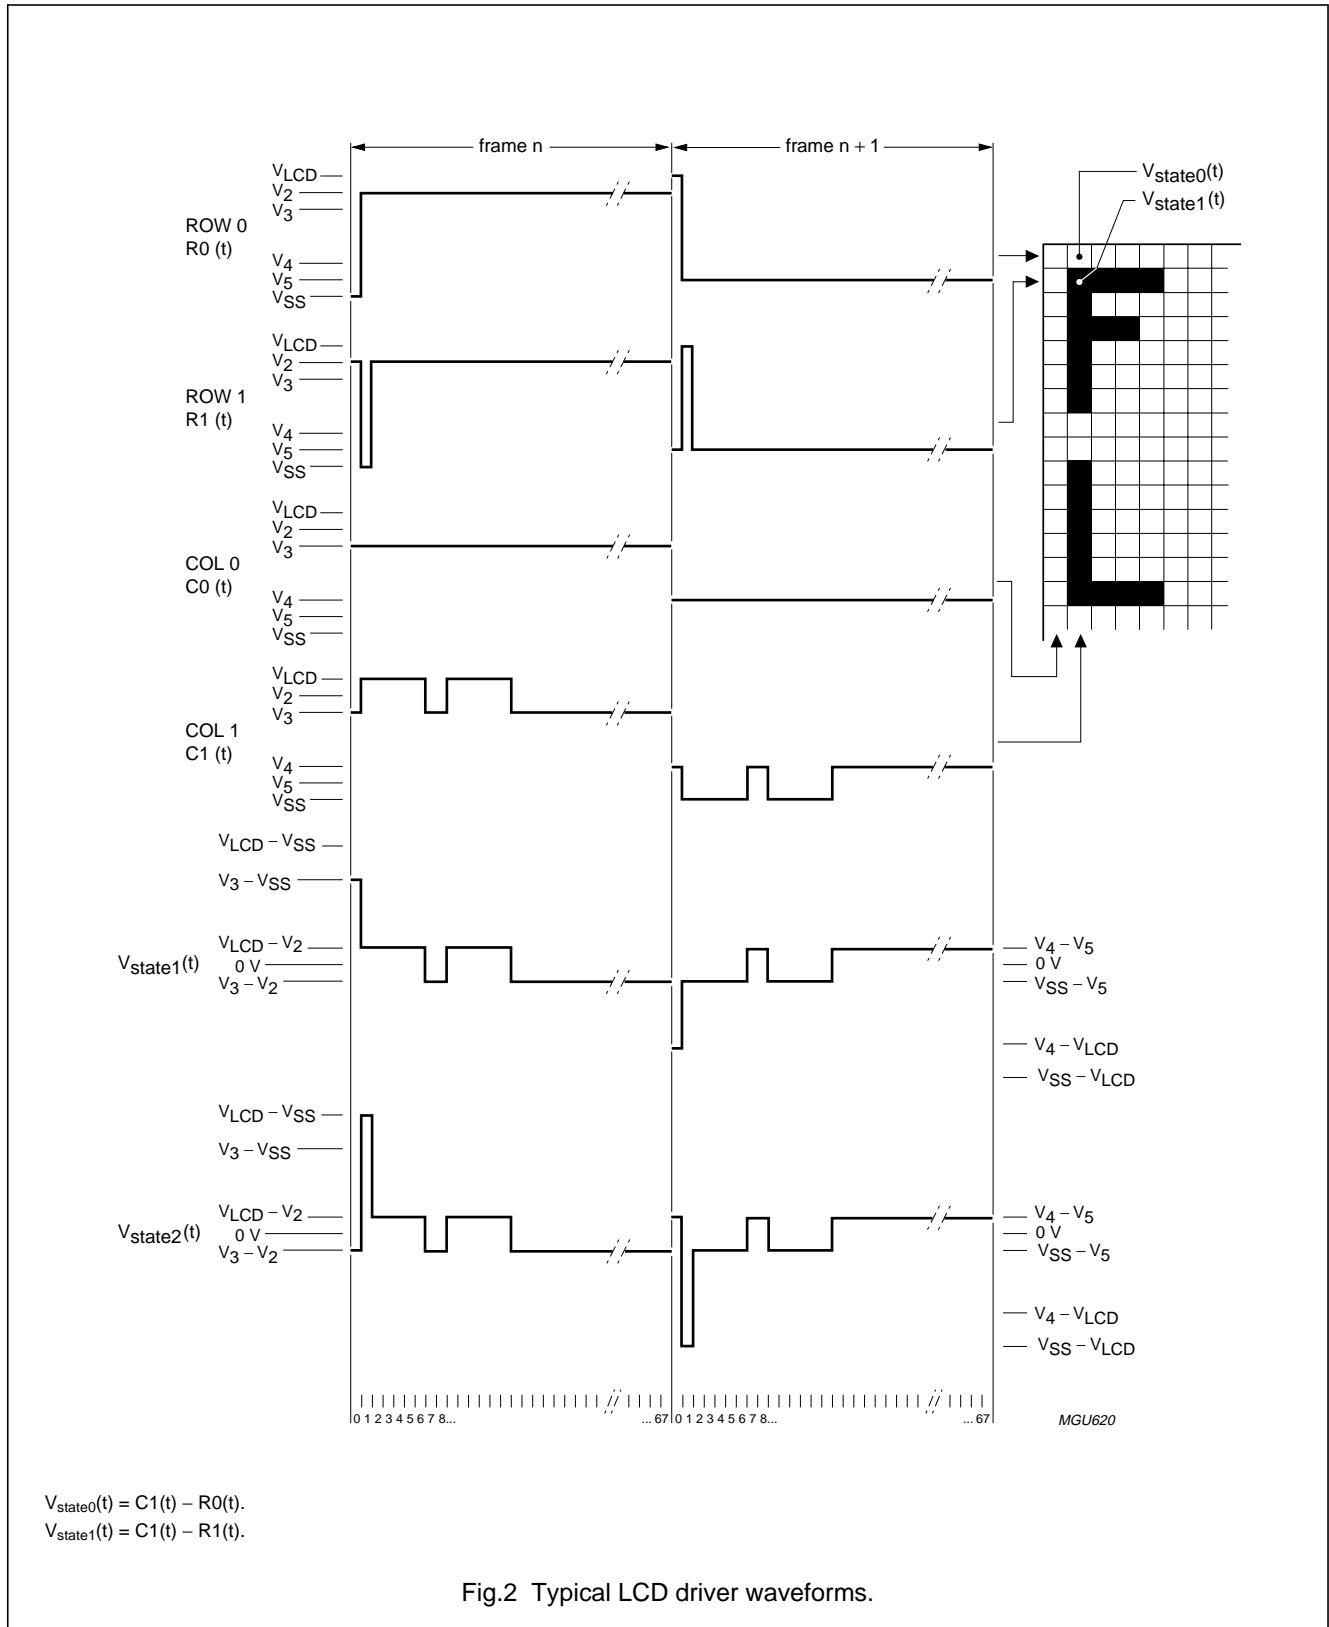 frame n
frame n + 1
VLCD
V2
V3
ROW 0
R0 (t)
V4
V5
VSS
Vstate0(t)
Vstate1(t)
VLCD
V2
V3
ROW 1
R1 (t)
V4
V5
VSS
VLCD
V2
V3
COL 0
C0 (t)
V4
V5
VSS
VLCD
V2
V3
COL 1
C1 (t)
V4
V5
VSS
VLCD − VSS
V3 − VSS
Vstate1(t)
VLCD − V2
0 V
V3 − V2
V4 − V5
0 V
VSS − V5
V4 − VLCD
VSS − VLCD
VLCD − VSS
V3 − VSS
Vstate2(t)
VLCD − V2
0 V
V3 − V2
V4 − V5
0 V
VSS − V5
V4 − VLCD
VSS − VLCD
0 1 2 3 4 5 6 7 8... ... 67 0 1 2 3 4 5 6 7 8... ... 67
MGU620
Vstate0(t) = C1(t) − R0(t).
Vstate1(t) = C1(t) − R1(t).
Fig.2 Typical LCD driver waveforms.